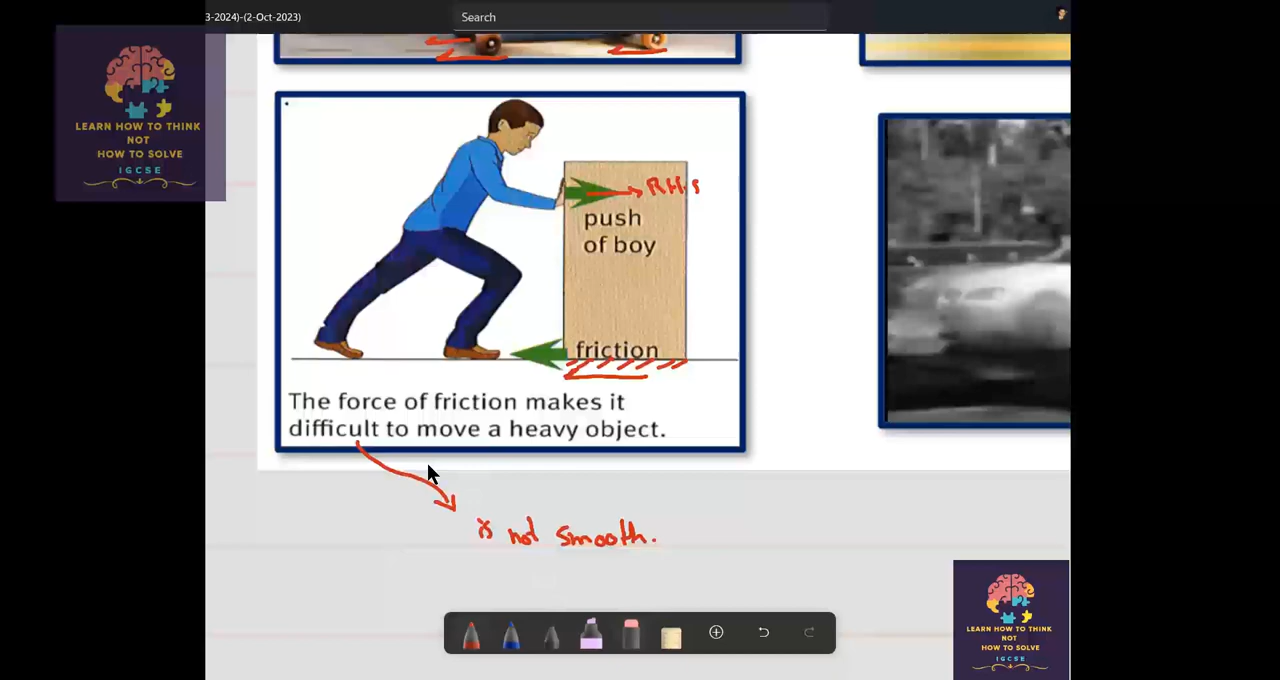 3-2024)-(2-Oct-2023)
Search
LEARN HOW TO THINK
NOT
HOW TO SOLVE
IGCSE
RH.S
push
of boy
friction
The force of friction makes it
difficult to move a heavy object.
is not smooth.
LEARN HOW TO THINK
NOT
HOW TO SOLVE
IGCSE